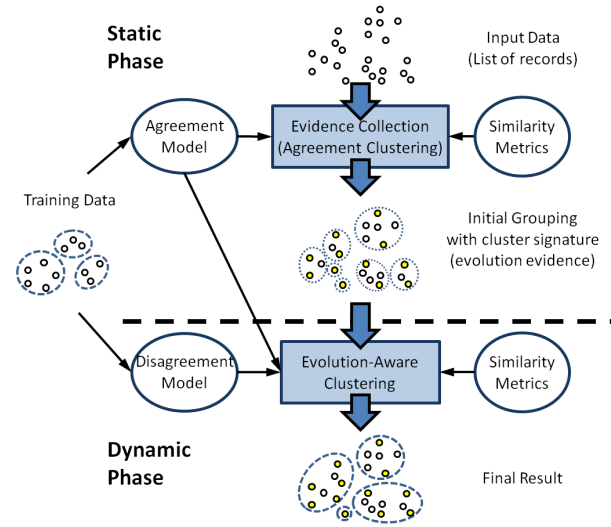 Static
Phase
Input Data
(List of records)
Agreement
Model
Evidence Collection
(Agreement Clustering)
Similarity
Metrics
Training Data
Initial Grouping
with cluster signature
(evolution evidence)
Disagreement
Model
Evolution-Aware
Clustering
Similarity
Metrics
Dynamic
Phase
Final Result